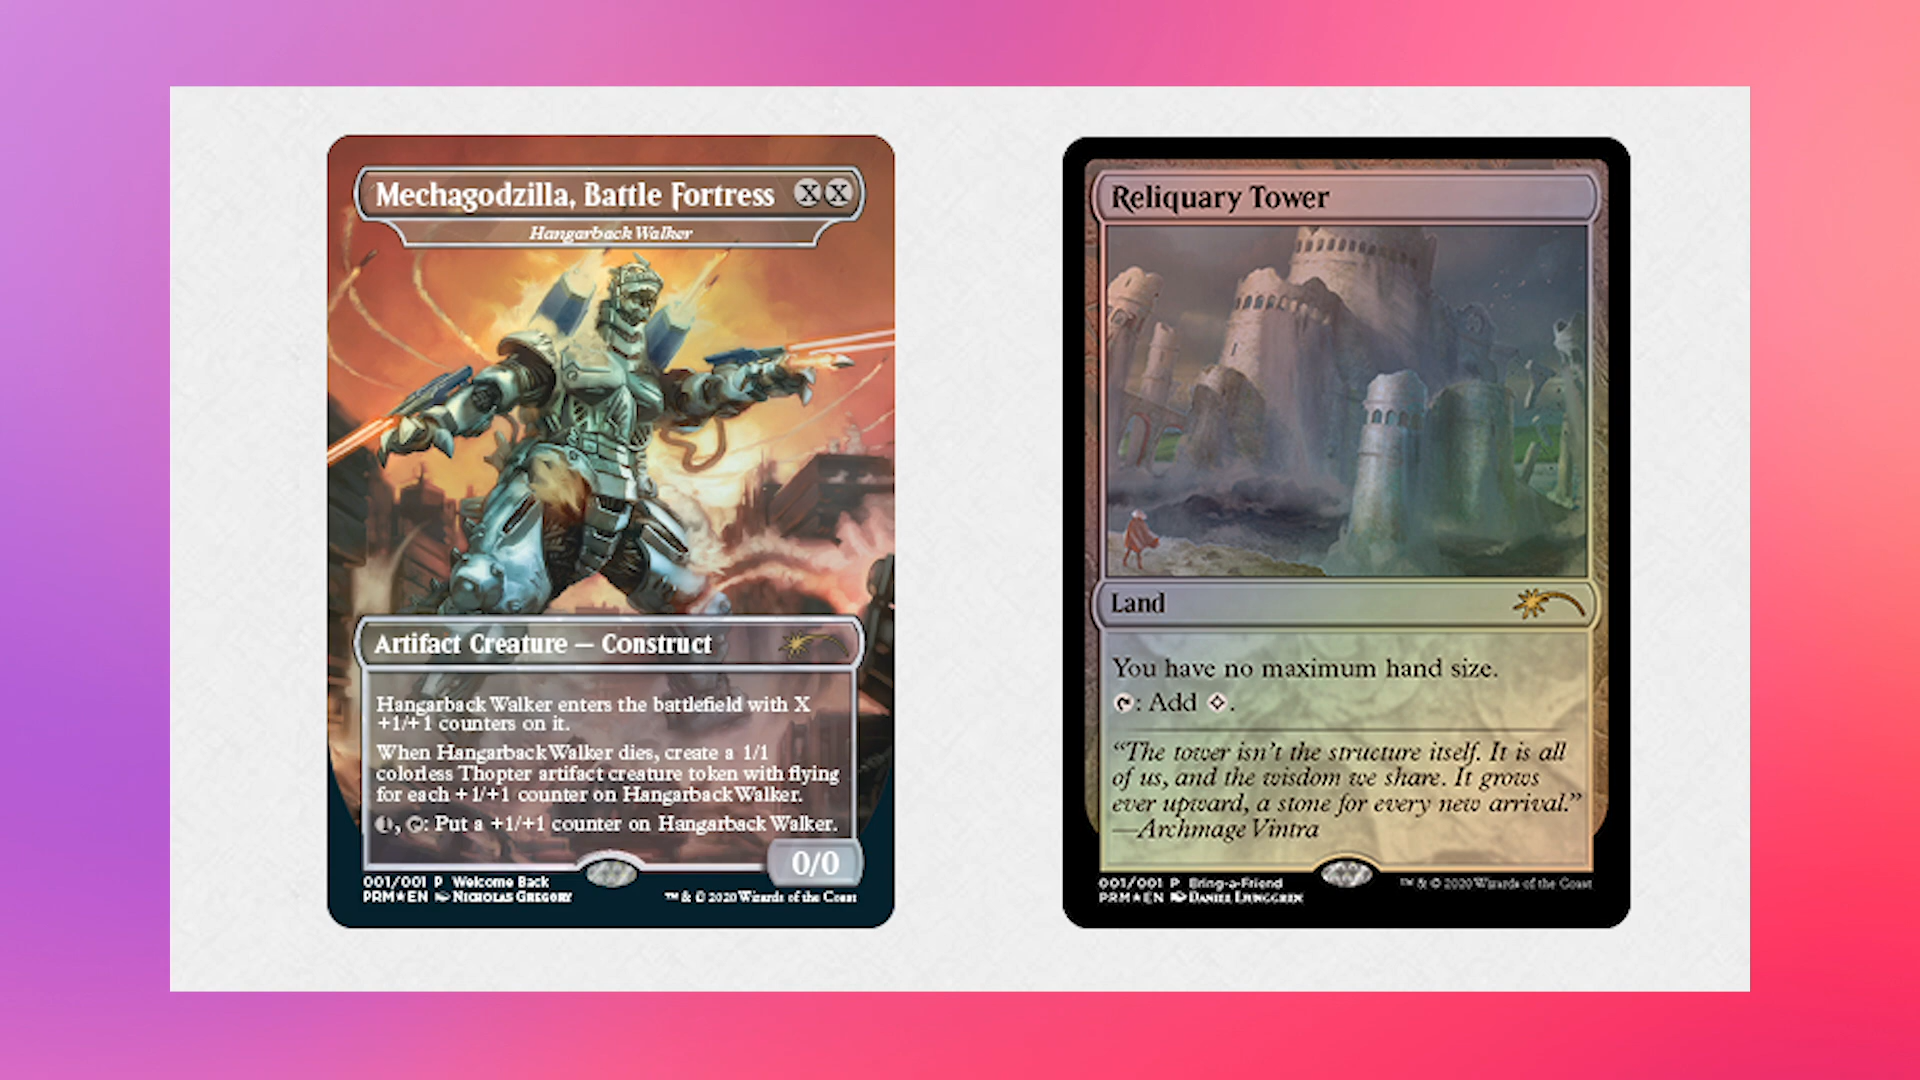 Mechagodzilla, Battle Fortress XX
Hangarback Walker
Artifact Creature — Construct
Hangarback Walker enters the battlefield with X
+1/+1 counters on it.
When Hangarback Walker dies, create a 1/1
colorless Thopter artifact creature token with flying
for each +1/+1 counter on Hangarback Walker.
1, T: Put a +1/+1 counter on Hangarback Walker.
0/0
001/001 P Welcome Back
PRM★EN Nicholas Gregory
™ & © 2020 Wizards of the Coast
Reliquary Tower
Land
You have no maximum hand size.
: Add .
“The tower isn’t the structure itself. It is all
of us, and the wisdom we share. It grows
ever upward, a stone for every new arrival.”
—Archmage Vintra
001/001 P Bring-a-Friend
PRM★EN Daniel Ljunggren
™ & © 2020 Wizards of the Coast